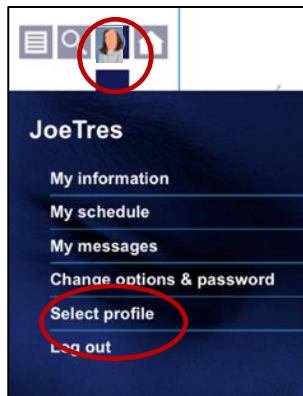 JoeTres
My information
My schedule
My messages
Change options & password
Select profile
Log out